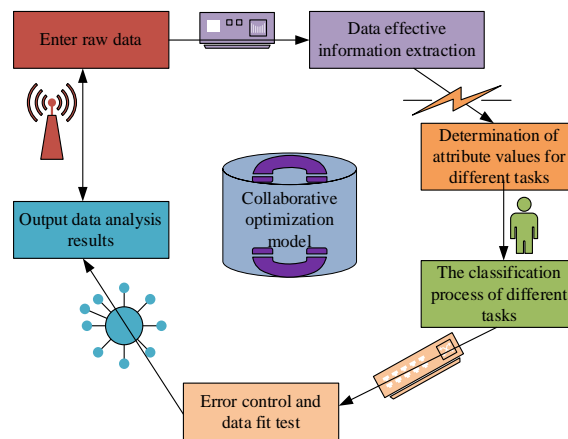 Enter raw data
Data effective
information extraction
Determination of
attribute values for
different tasks
Collaborative
optimization
model
Output data analysis
results
The classification
process of different
tasks
Error control and
data fit test